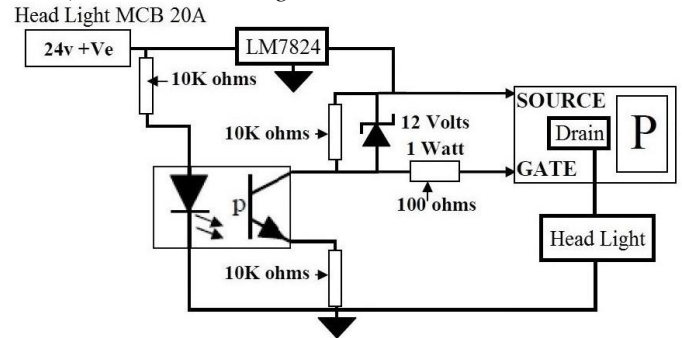 Head Light MCB 20A
24v +Ve
LM7824
10K ohms
SOURCE
12 Volts
10K ohms
Drain
P
1 Watt
GATE
p
100 ohms
Head Light
10K ohms